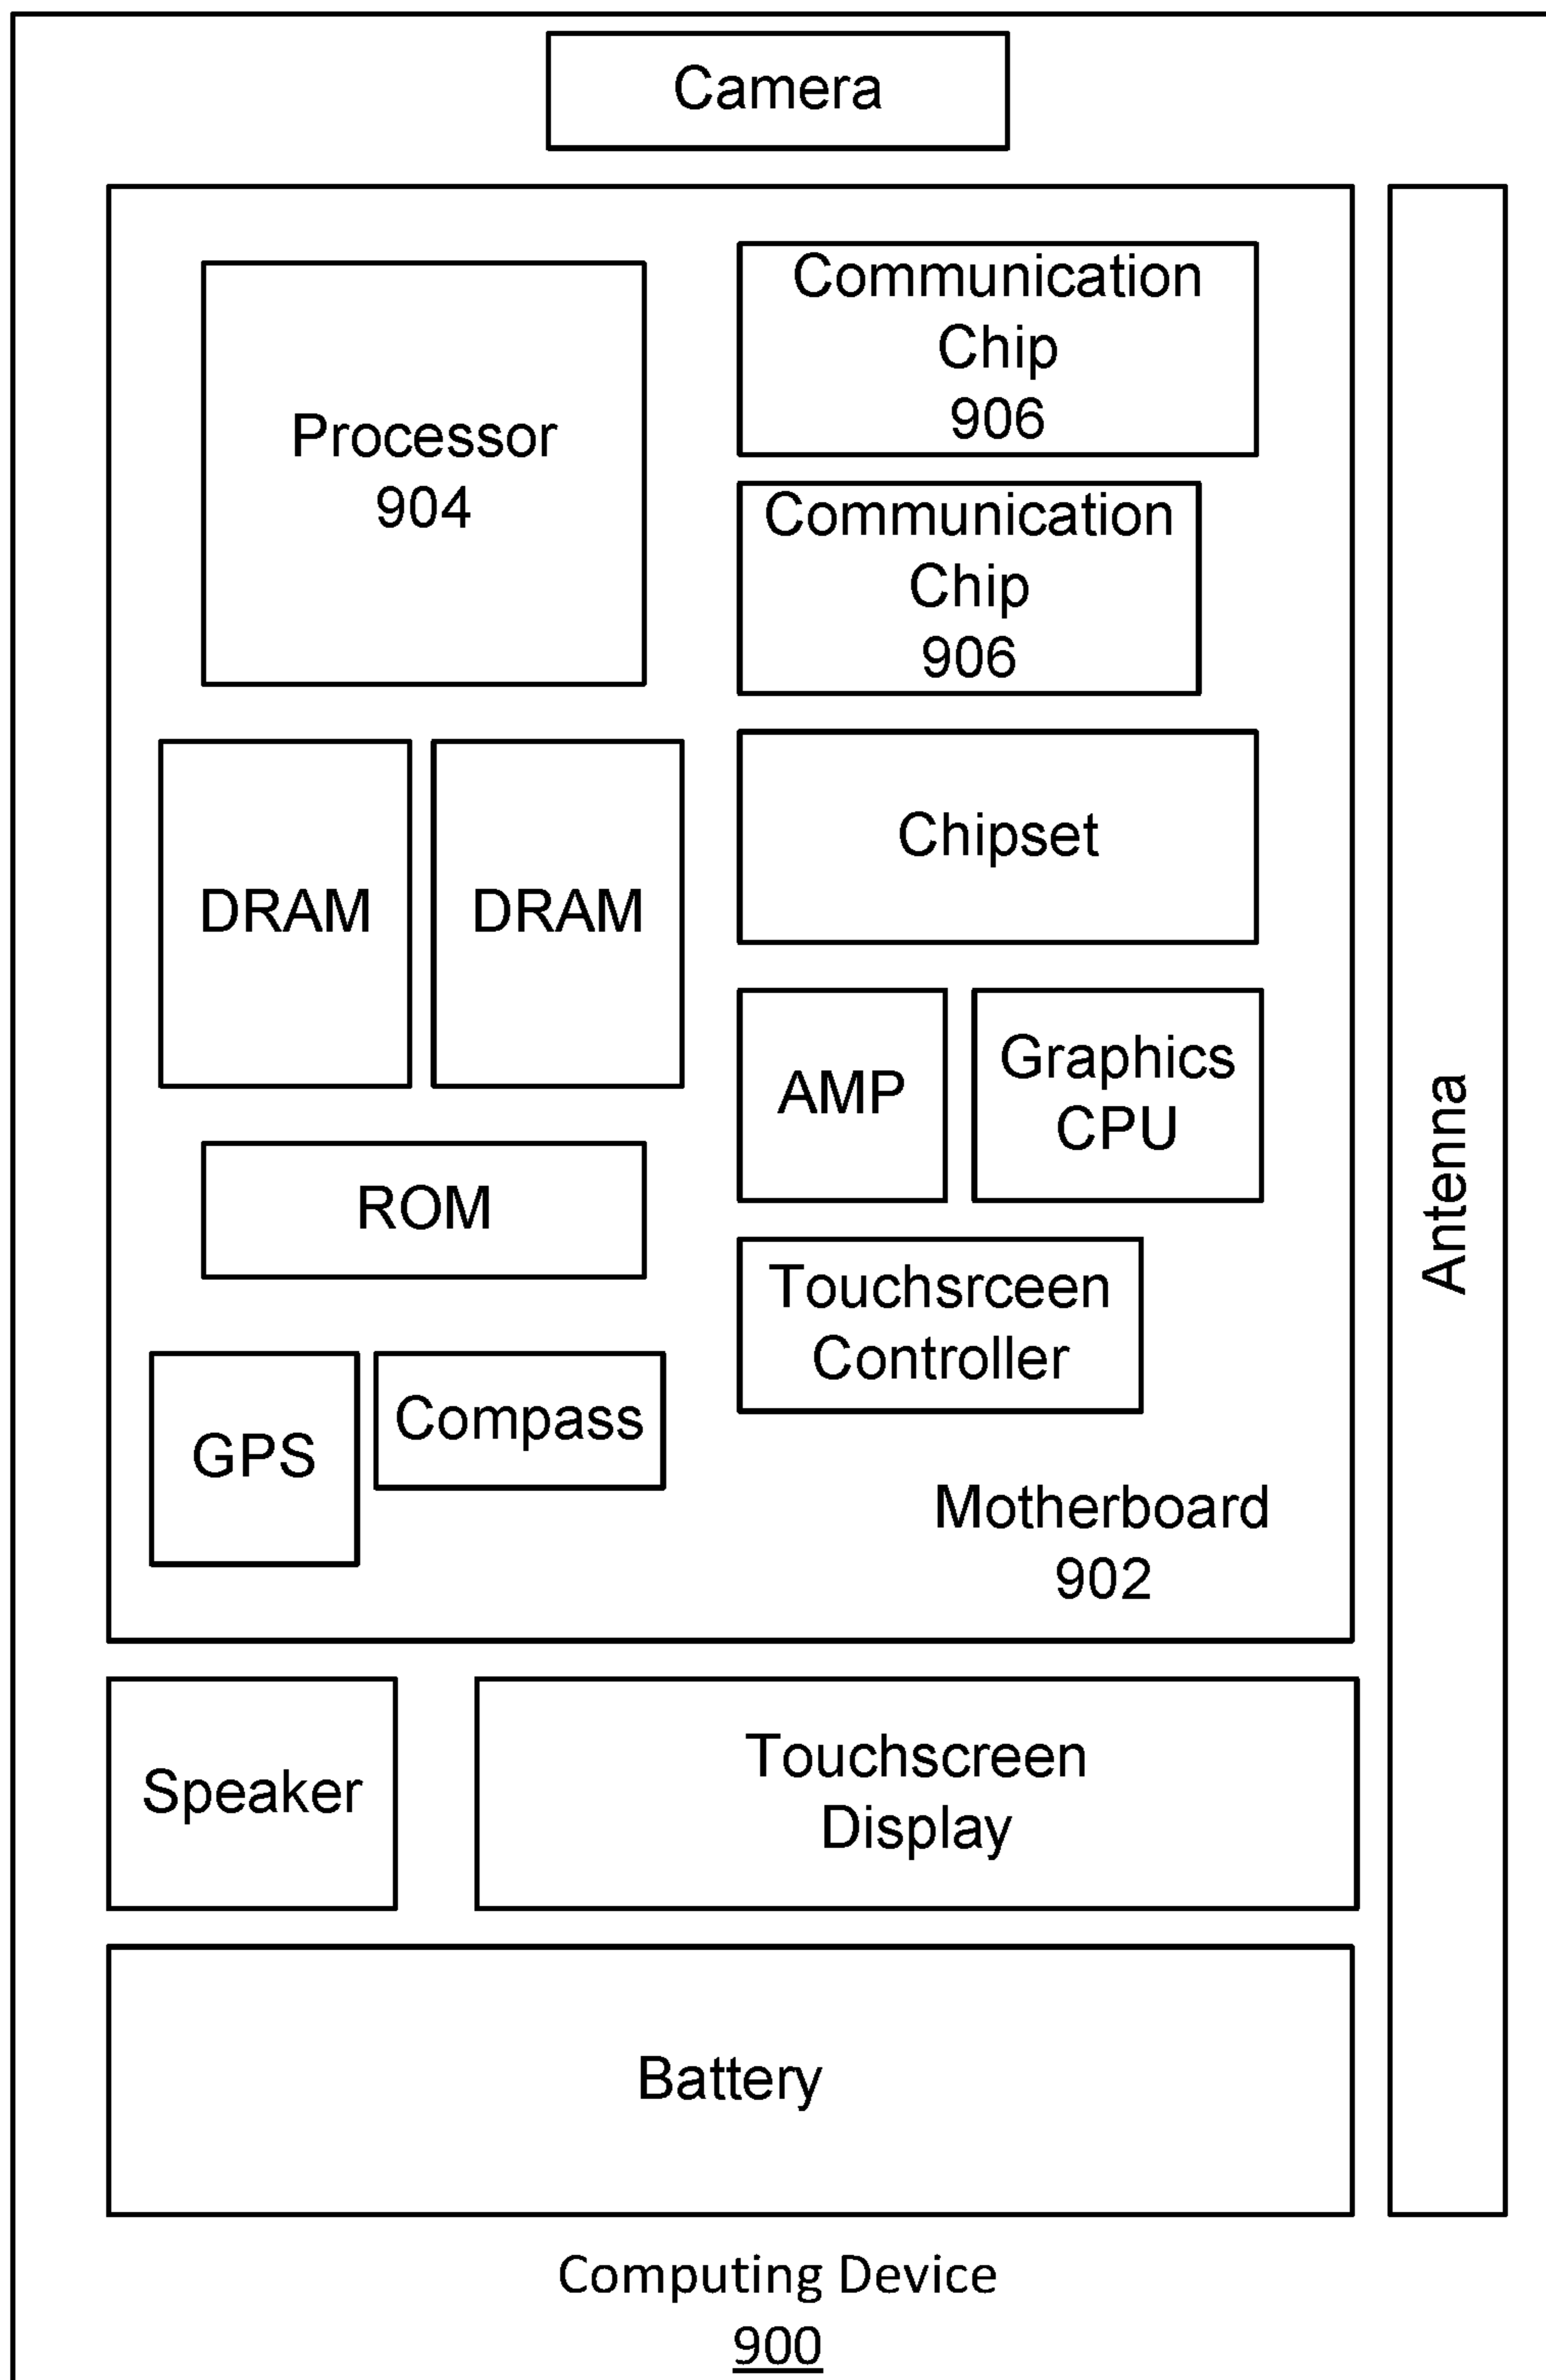 Camera
Communication
Chip
906
Processor
904
Communication
Chip
906
Chipset
DRAM
DRAM
AMP
Graphics
CPU
ROM
Touchsrceen
Controller
GPS
Compass
Motherboard
902
Antenna
Speaker
Touchscreen
Display
Battery
Computing Device
900